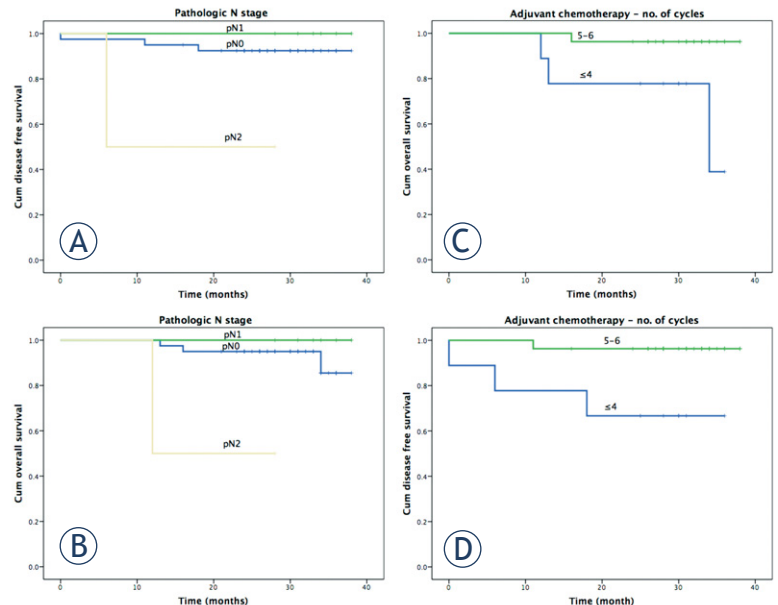 Pathologic N stage
Cum disease free survival
1.0
0.8
0.6
0.4
0.2
0.0
pN1
pN0
pN2
A
0
10
20
30
40
Time (months)
Adjuvant chemotherapy – no. of cycles
Cum overall survival
1.0
0.8
0.6
0.4
0.2
0.0
5-6
≤4
C
0
10
20
30
40
Time (months)
Pathologic N stage
Cum overall survival
1.0
0.8
0.6
0.4
0.2
0.0
pN1
pN0
pN2
B
0
10
20
30
40
Time (months)
Adjuvant chemotherapy – no. of cycles
Cum disease free survival
1.0
0.8
0.6
0.4
0.2
0.0
5-6
≤4
D
0
10
20
30
40
Time (months)